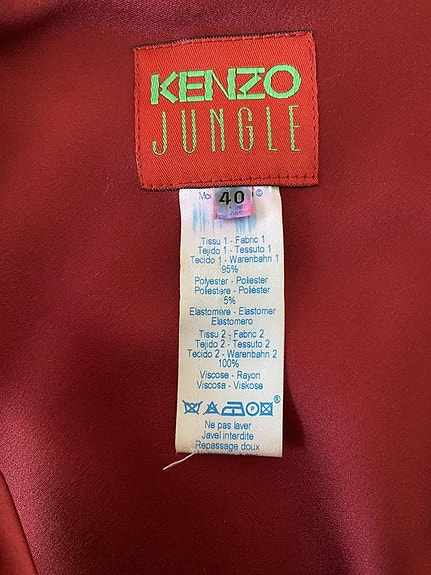 KENZO
JUNGLE
40
Tissu 1 - Fabric 1
Tejido 1 - Tessuto 1
Tecido 1 - Warenbahn 1
95%
Polyester - Poliester
Poliestere - Poliéster
5%
Elastomère - Elastomer
Elastomero
Tissu 2 - Fabric 2
Tejido 2 - Tessuto 2
Tecido 2 - Warenbahn 2
100%
Viscose - Rayon
Viscosa - Viskose
Ne pas laver
Javel interdite
Repassage doux